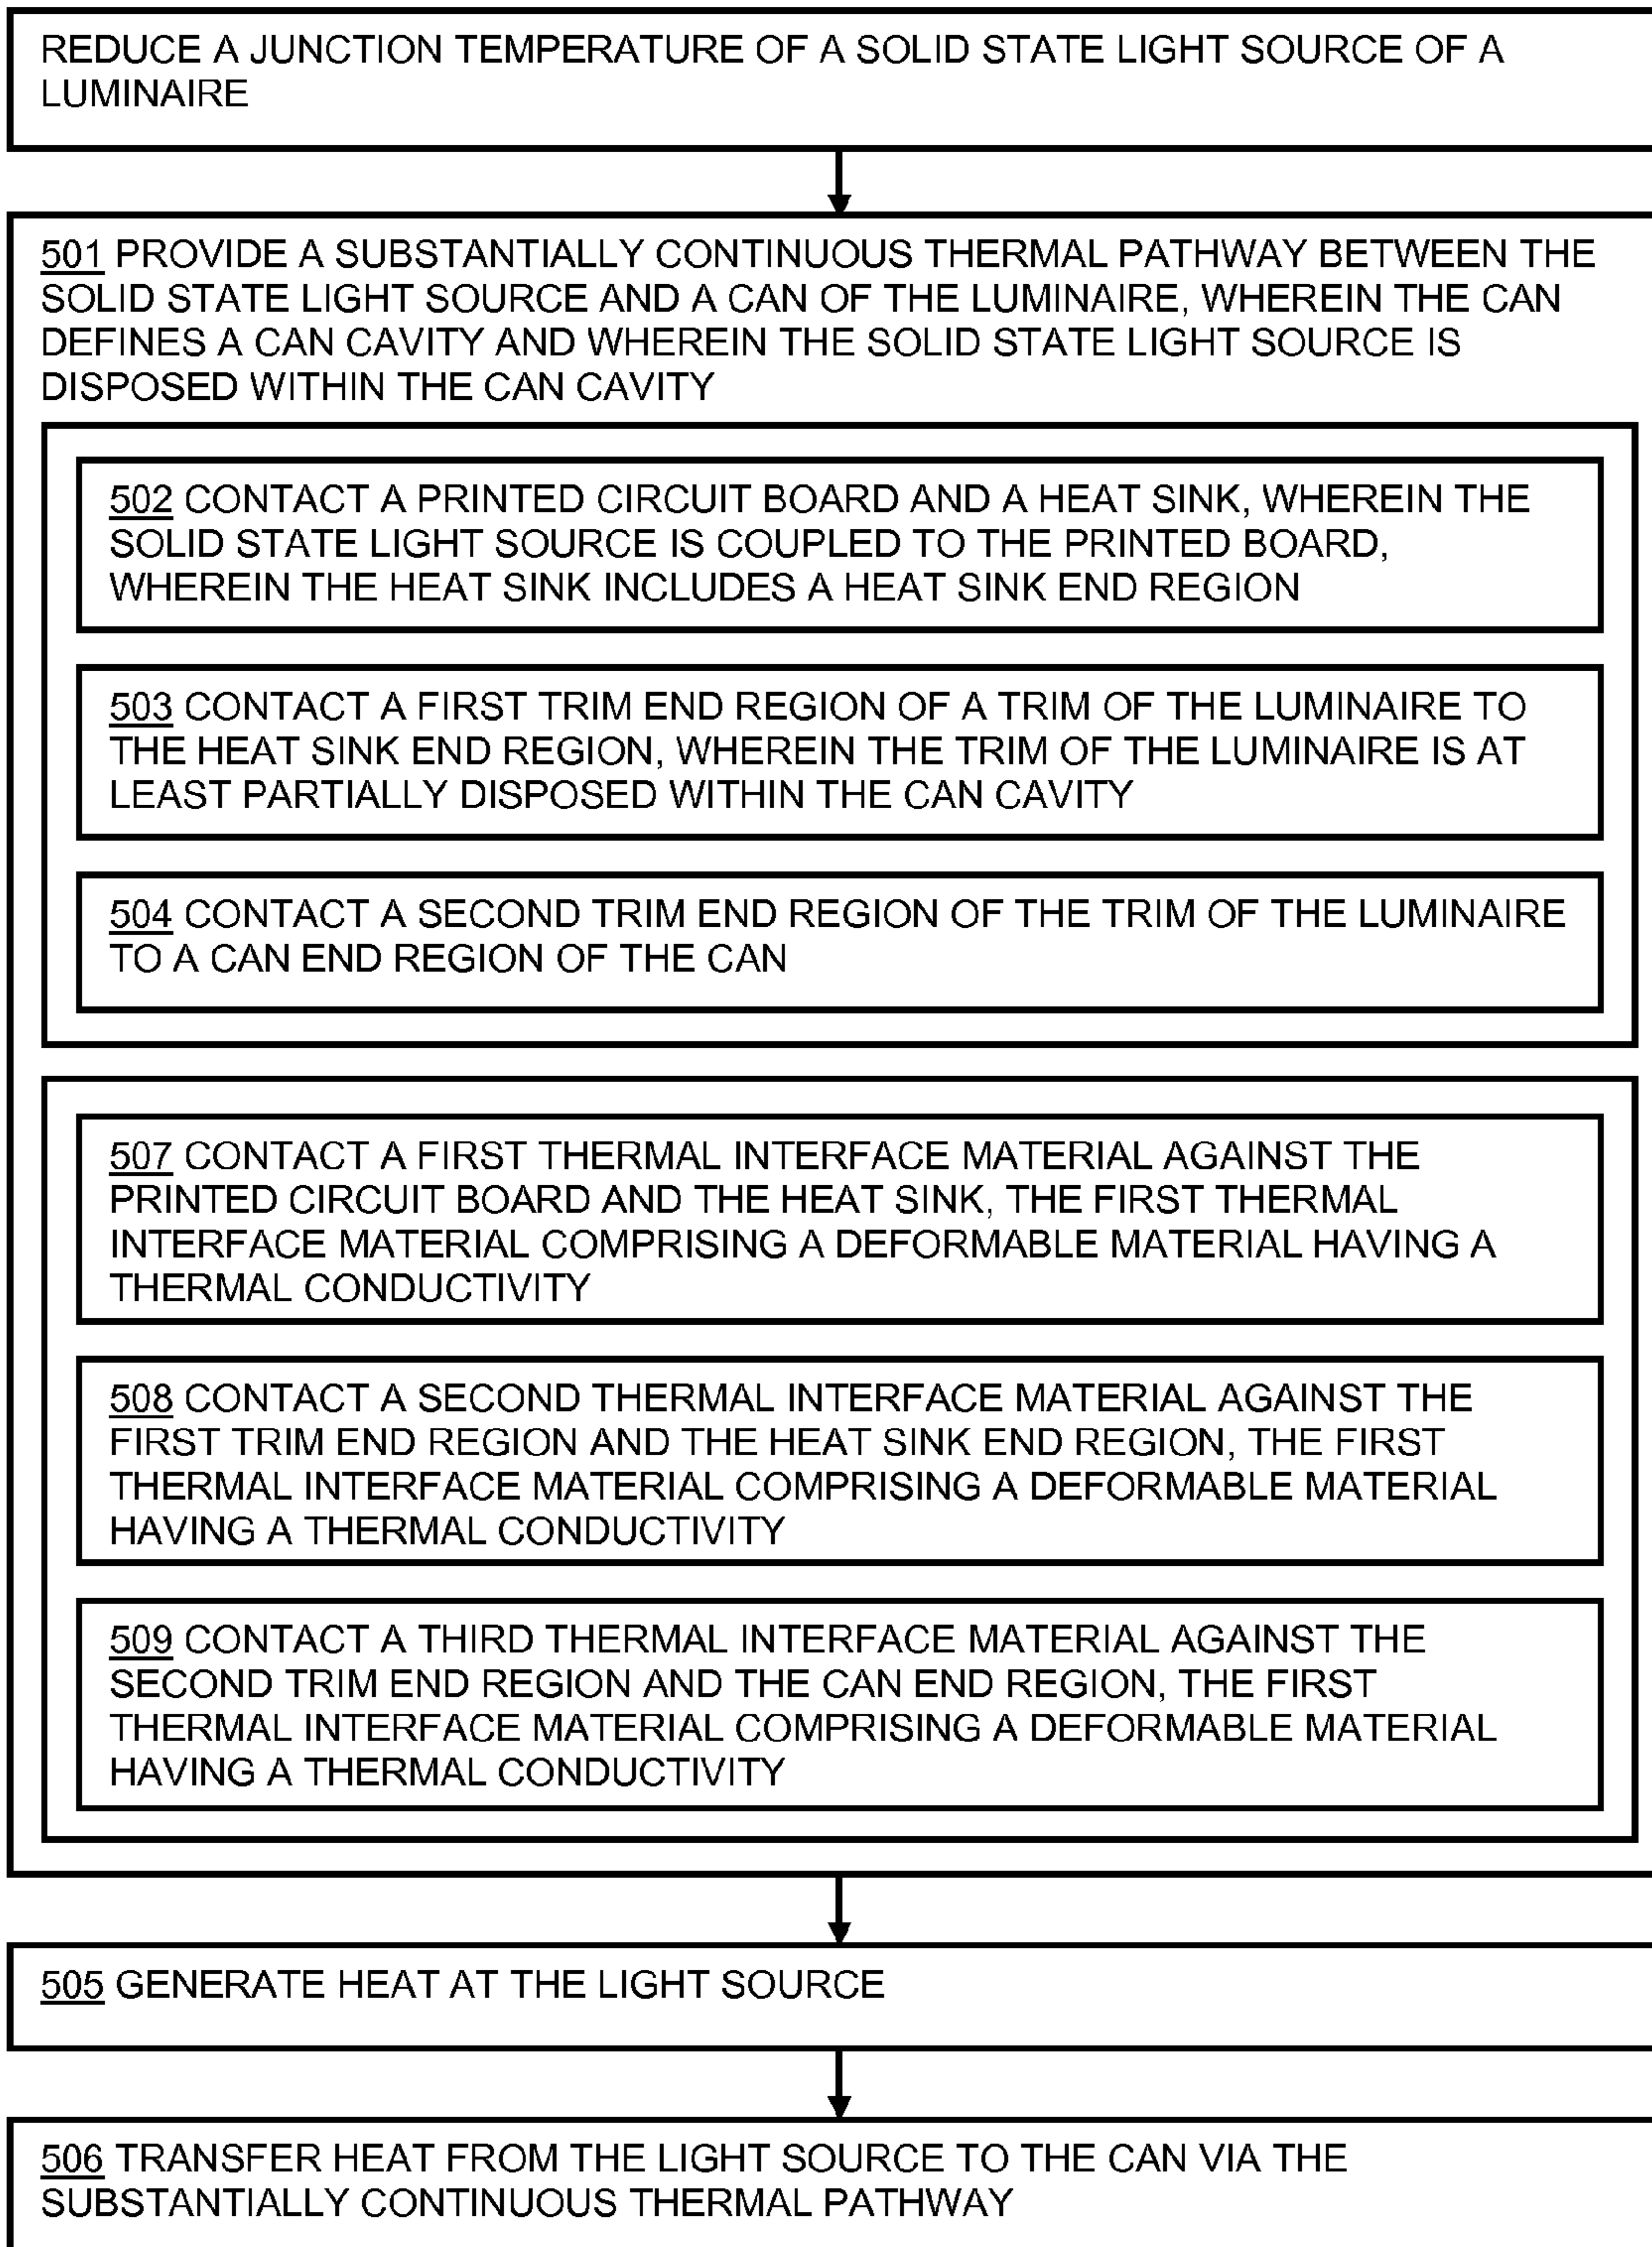 REDUCE A JUNCTION TEMPERATURE OF A SOLID STATE LIGHT SOURCE OF A
LUMINAIRE
501 PROVIDE A SUBSTANTIALLY CONTINUOUS THERMAL PATHWAY BETWEEN THE
SOLID STATE LIGHT SOURCE AND A CAN OF THE LUMINAIRE, WHEREIN THE CAN
DEFINES A CAN CAVITY AND WHEREIN THE SOLID STATE LIGHT SOURCE IS
DISPOSED WITHIN THE CAN CAVITY
502 CONTACT A PRINTED CIRCUIT BOARD AND A HEAT SINK, WHEREIN THE
SOLID STATE LIGHT SOURCE IS COUPLED TO THE PRINTED BOARD,
WHEREIN THE HEAT SINK INCLUDES A HEAT SINK END REGION
503 CONTACT A FIRST TRIM END REGION OF A TRIM OF THE LUMINAIRE TO
THE HEAT SINK END REGION, WHEREIN THE TRIM OF THE LUMINAIRE IS AT
LEAST PARTIALLY DISPOSED WITHIN THE CAN CAVITY
504 CONTACT A SECOND TRIM END REGION OF THE TRIM OF THE LUMINAIRE
TO A CAN END REGION OF THE CAN
507 CONTACT A FIRST THERMAL INTERFACE MATERIAL AGAINST THE
PRINTED CIRCUIT BOARD AND THE HEAT SINK, THE FIRST THERMAL
INTERFACE MATERIAL COMPRISING A DEFORMABLE MATERIAL HAVING A
THERMAL CONDUCTIVITY
508 CONTACT A SECOND THERMAL INTERFACE MATERIAL AGAINST THE
FIRST TRIM END REGION AND THE HEAT SINK END REGION, THE FIRST
THERMAL INTERFACE MATERIAL COMPRISING A DEFORMABLE MATERIAL
HAVING A THERMAL CONDUCTIVITY
509 CONTACT A THIRD THERMAL INTERFACE MATERIAL AGAINST THE
SECOND TRIM END REGION AND THE CAN END REGION, THE FIRST
THERMAL INTERFACE MATERIAL COMPRISING A DEFORMABLE MATERIAL
HAVING A THERMAL CONDUCTIVITY
505 GENERATE HEAT AT THE LIGHT SOURCE
506 TRANSFER HEAT FROM THE LIGHT SOURCE TO THE CAN VIA THE
SUBSTANTIALLY CONTINUOUS THERMAL PATHWAY